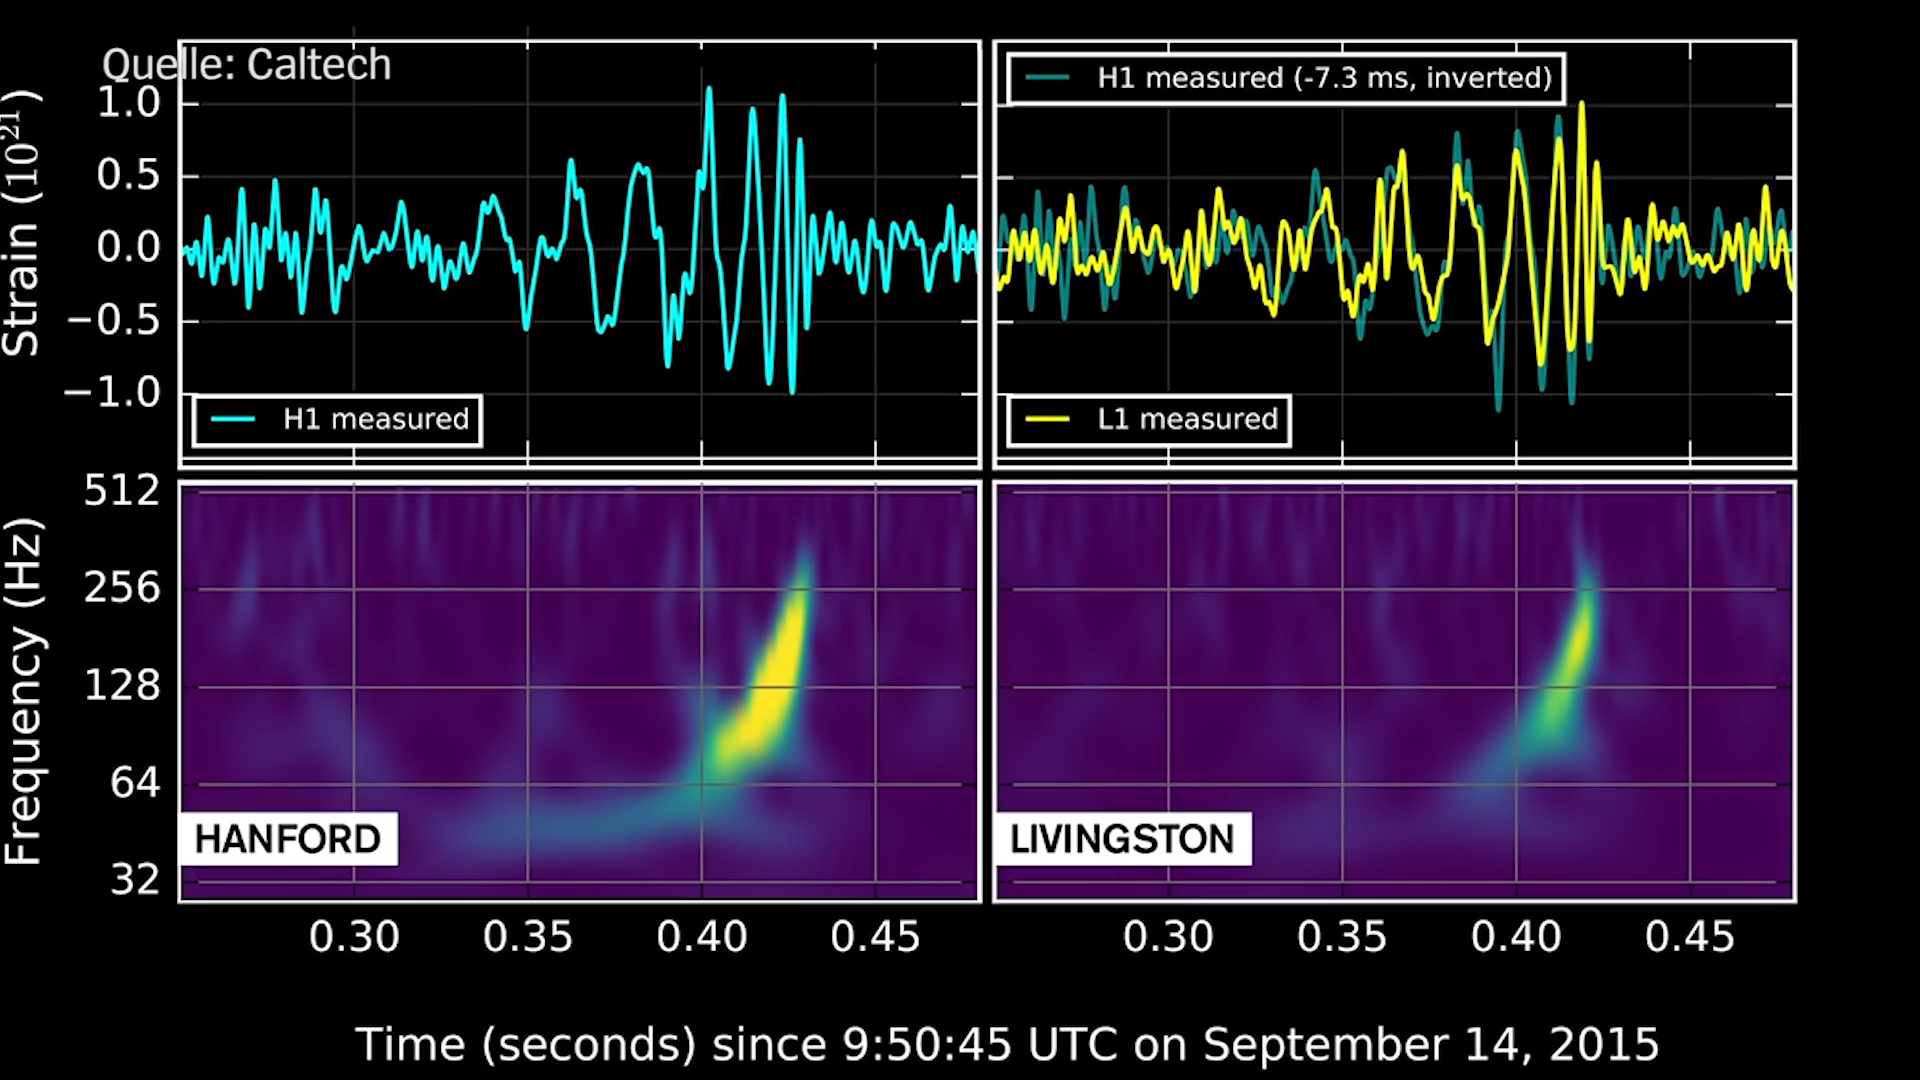 Quelle: Caltech
Strain (10²¹)
1.0
0.5
0.0
−0.5
−1.0
H1 measured
H1 measured (-7.3 ms, inverted)
L1 measured
Frequency (Hz)
512
256
128
64
32
HANFORD
LIVINGSTON
0.30 0.35 0.40 0.45
0.30 0.35 0.40 0.45
Time (seconds) since 9:50:45 UTC on September 14, 2015